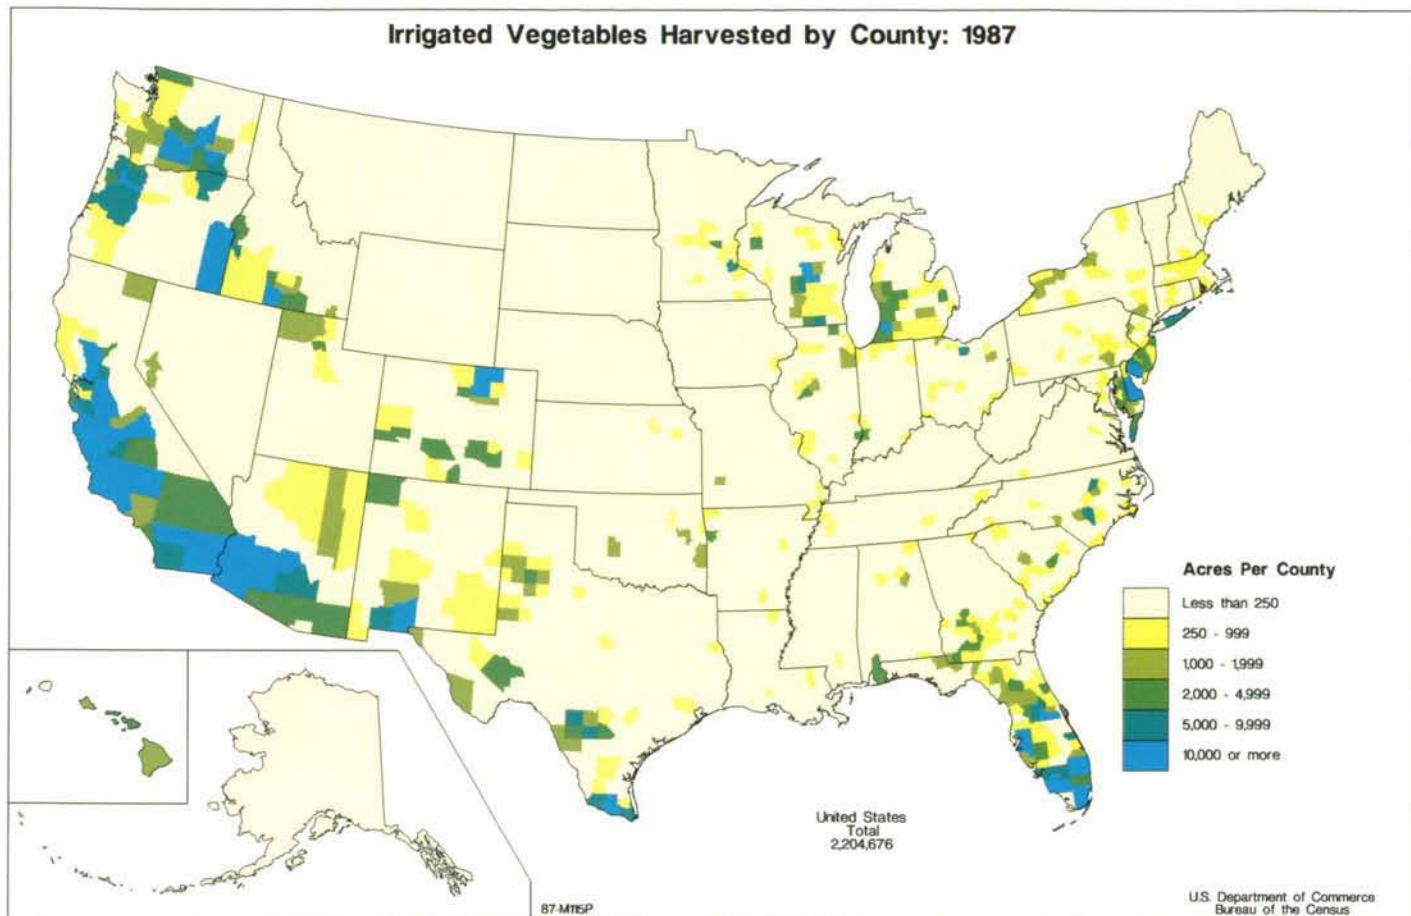 Irrigated Vegetables Harvested by County: 1987
Acres Per County
Less than 250
250 - 999
1,000 - 1,999
2,000 - 4,999
5,000 - 9,999
10,000 or more
United States
Total
2,204,676
87-M115P
U.S. Department of Commerce
Bureau of the Census